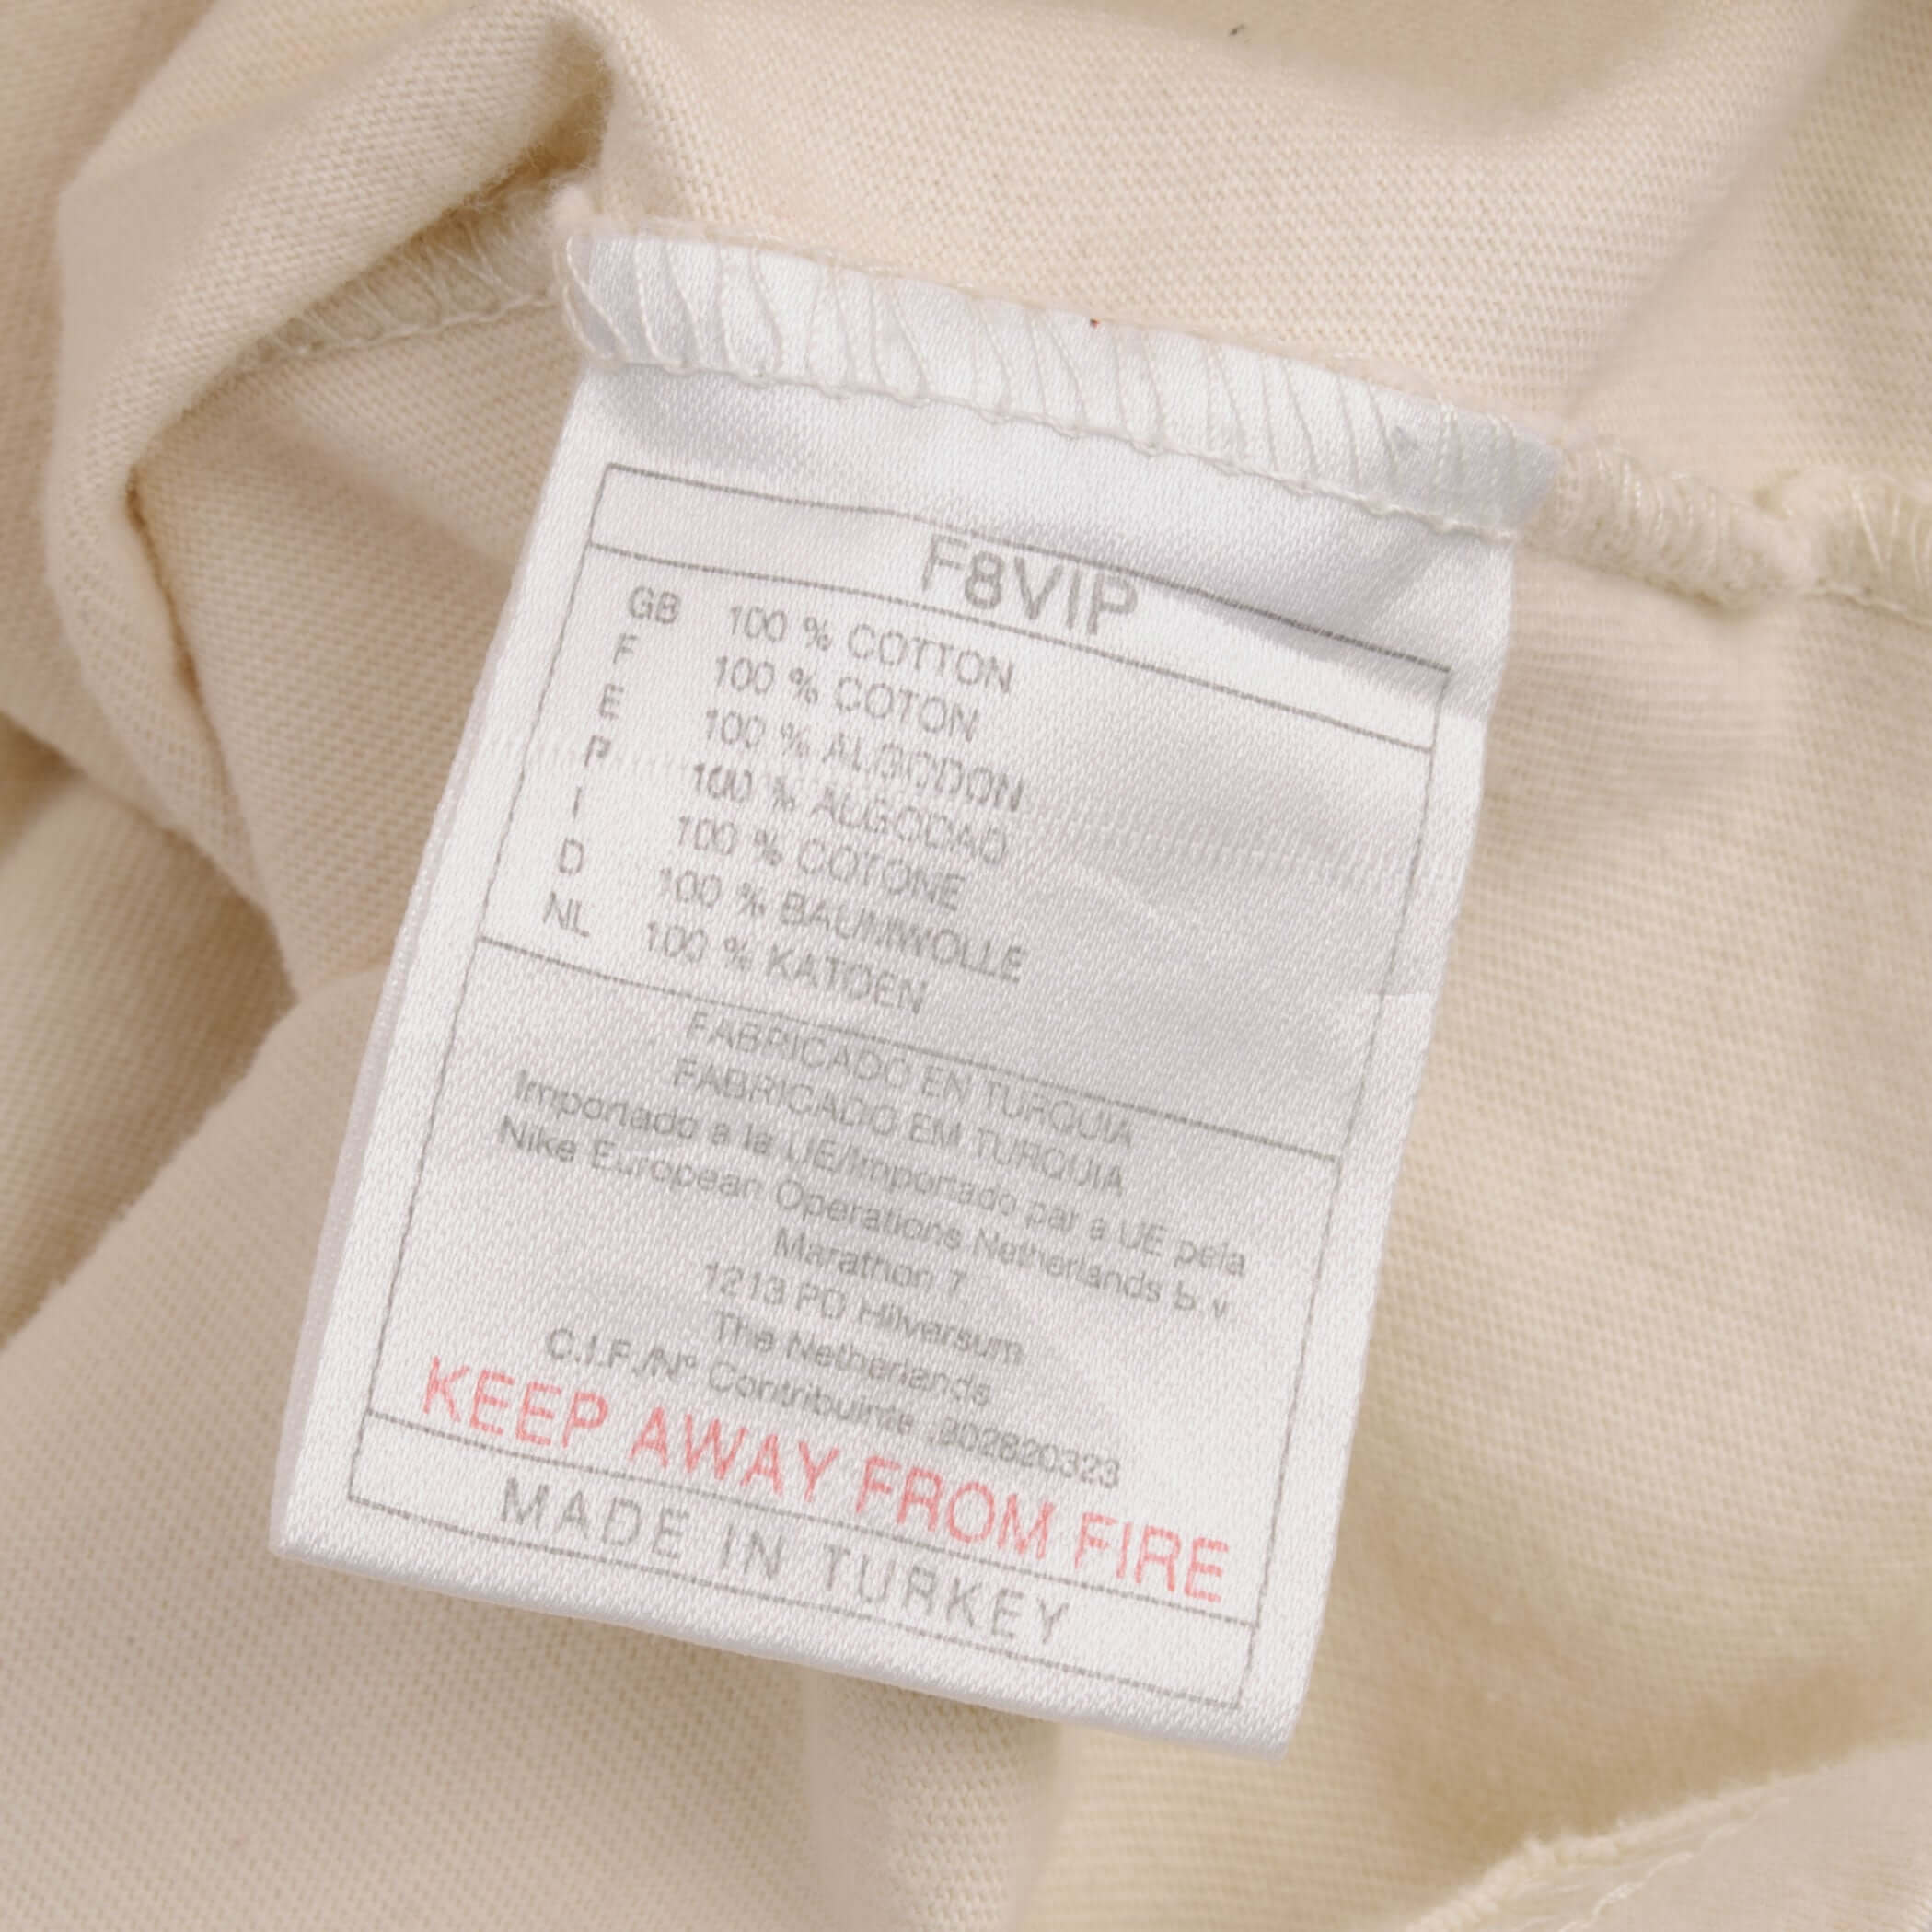 F8VIP
GB 100 % COTTON
F 100 % COTON
E 100 % ALGODON
P 100 % ALGODAO
I 100 % COTONE
D 100 % BAUMWOLLE
NL 100 % KATOEN
FABRICADO EN TURQUIA
FABRICADO EM TURQUIA
Importado a la UE/Importado par a UE pela
Nike European Operations Netherlands b.v
Marathon 7
1213 PD Hilversum
The Netherlands
C.I.F./Nº Contribuinte 802820323
KEEP AWAY FROM FIRE
MADE IN TURKEY